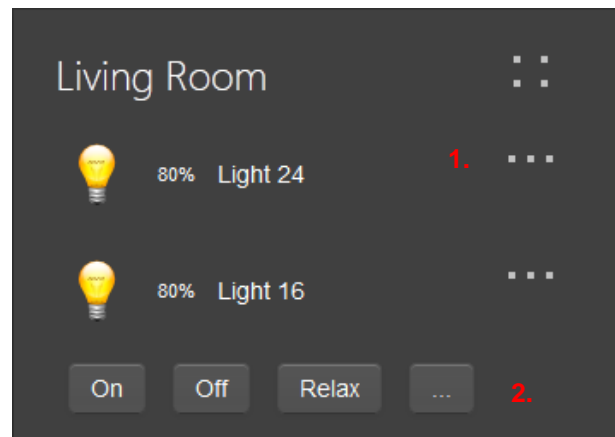 Living Room
1. ...
80% Light 24
...
80% Light 16
On Off Relax ... 2.